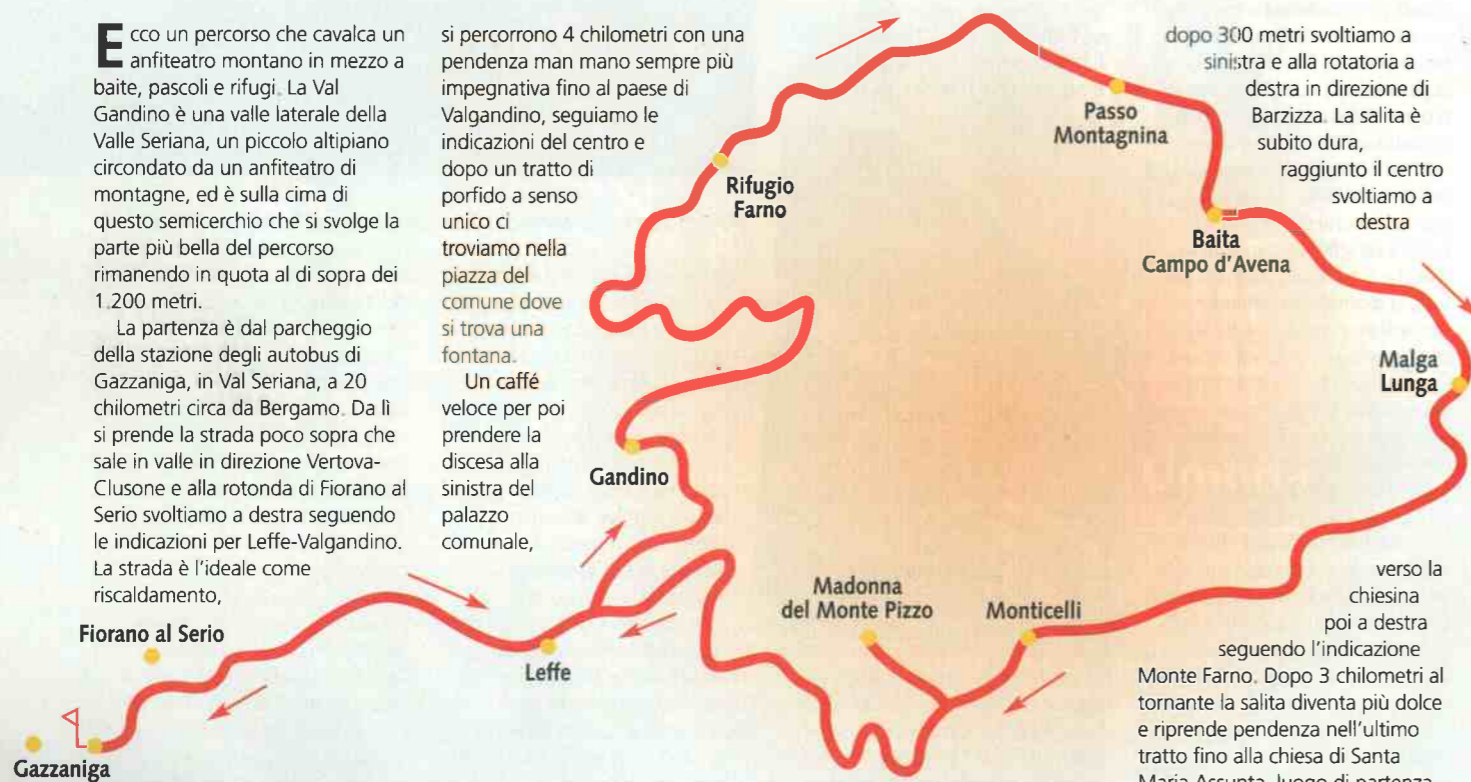 Ecco un percorso che cavalca un
anfiteatro montano in mezzo a
baite, pascoli e rifugi. La Val
Gandino è una valle laterale della
Valle Seriana, un piccolo altipiano
circondato da un anfiteatro di
montagne, ed è sulla cima di
questo semicerchio che si svolge la
parte più bella del percorso
rimanendo in quota al di sopra dei
1.200 metri.
La partenza è dal parcheggio
della stazione degli autobus di
Gazzaniga, in Val Seriana, a 20
chilometri circa da Bergamo. Da lì
si prende la strada poco sopra che
sale in valle in direzione Vertova-
Clusone e alla rotonda di Fiorano al
Serio svoltiamo a destra seguendo
le indicazioni per Leffe-Valgandino.
La strada è l'ideale come
riscaldamento,
si percorrono 4 chilometri con una
pendenza man mano sempre più
impegnativa fino al paese di
Valgandino, seguiamo le
indicazioni del centro e
dopo un tratto di
porfido a senso
unico ci
troviamo nella
piazza del
comune dove
si trova una
fontana.
Un caffé
veloce per poi
prendere la
discesa alla
sinistra del
palazzo
comunale,
dopo 300 metri svoltiamo a
sinistra e alla rotatoria a
destra in direzione di
Barzizza. La salita è
subito dura,
raggiunto il centro
svoltiamo a
destra
verso la
chiesina
poi a destra
seguendo l'indicazione
Monte Farno. Dopo 3 chilometri al
tornante la salita diventa più dolce
e riprende pendenza nell'ultimo
tratto fino alla chiesa di Santa
Maria Assunta, luogo di partenza
Passo
Montagnina
Rifugio
Farno
Baita
Campo d'Avena
Malga
Lunga
Gandino
Madonna
del Monte Pizzo
Monticelli
Fiorano al Serio
Leffe
Gazzaniga